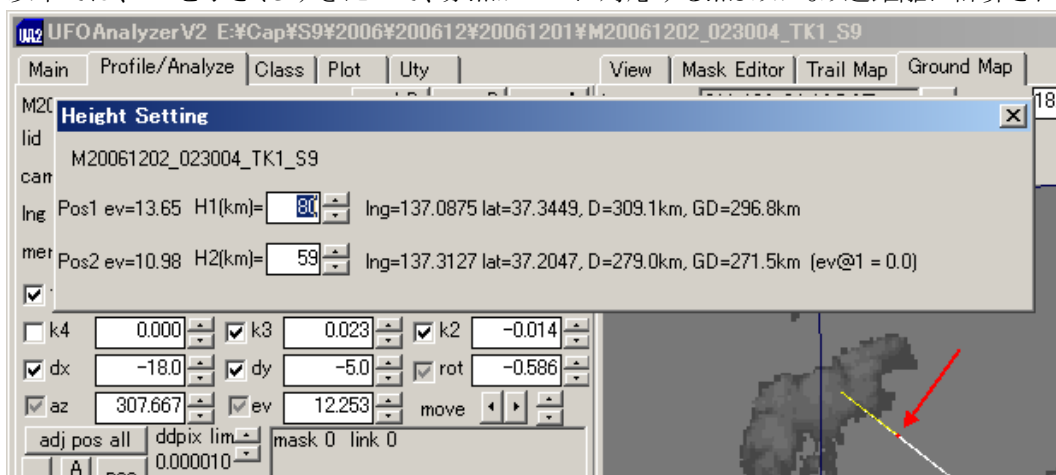 UFOAnalyzerV2 E:¥Cap¥S9¥2006¥200612¥20061201¥M20061202_023004_TK1_S9
Main Profile/Analyze Class Plot Uty View Mask Editor Trail Map Ground Map
Height Setting
M20061202_023004_TK1_S9
lid
lng
Pos1 ev=13.65 H1(km)= 80 lng=137.0875 lat=37.3449, D=309.1km, GD=296.8km
Pos2 ev=10.98 H2(km)= 59 lng=137.3127 lat=37.2047, D=279.0km, GD=271.5km (ev@1 = 0.0)
k4 0.000 k3 0.023 k2 -0.014
dx -18.0 dy -5.0 rot -0.586
az 307.667 ev 12.253 move
adj pos all ddpix lim mask 0 link 0
A 0.000010